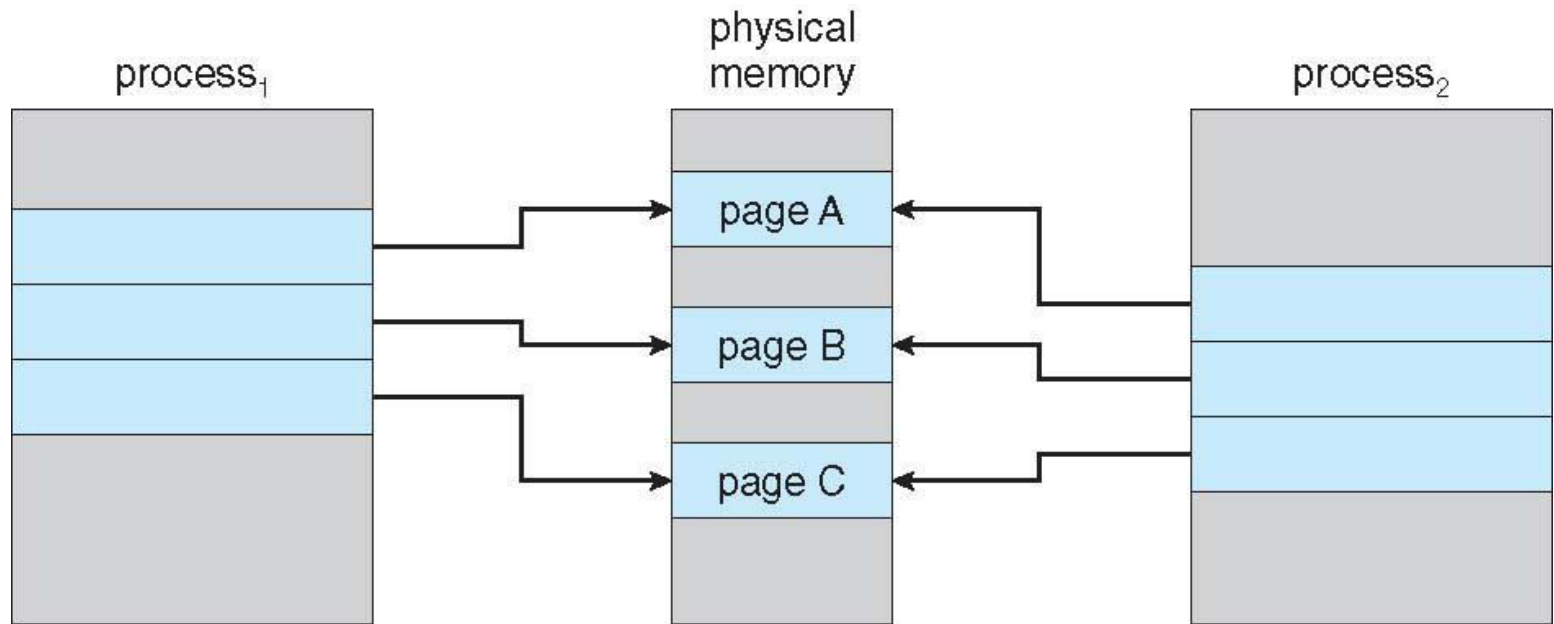 process₁
physical
memory
process₂
page A
page B
page C